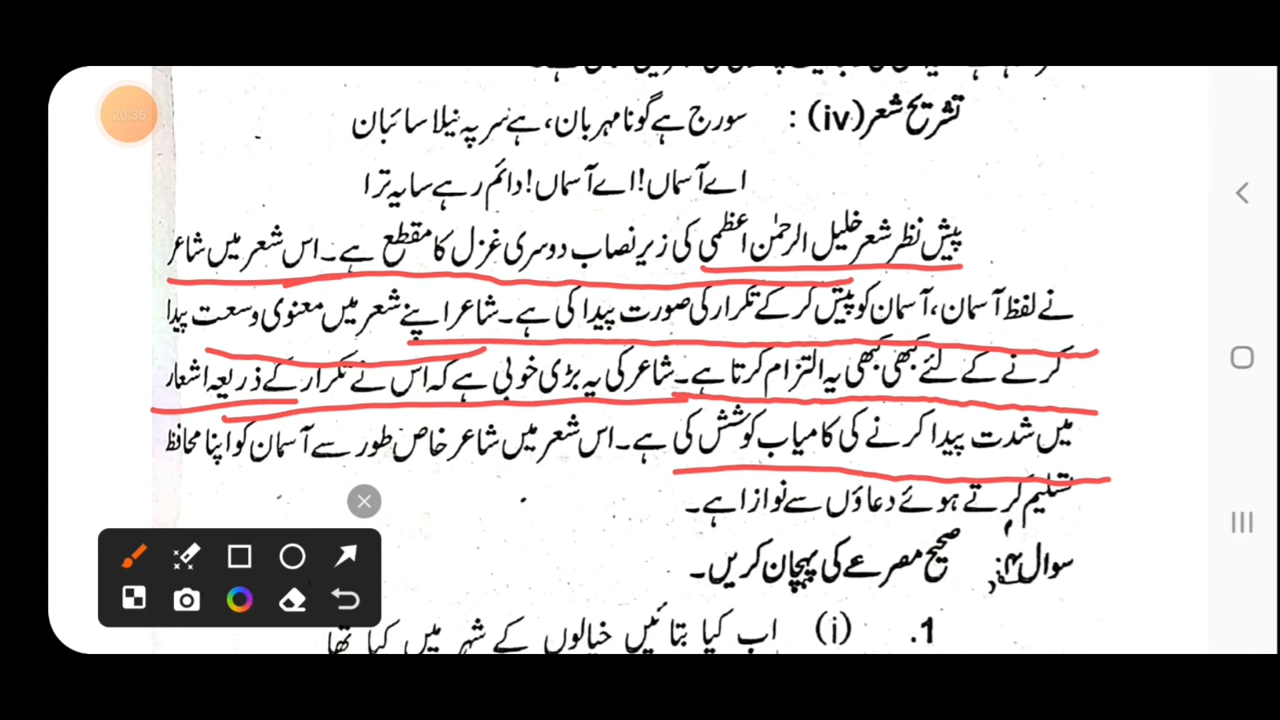 20:36
تشریح شعر (iv) : سورج ہے گو نا مہربان، ہے سر پہ نیلا سائبان
اے آسماں! اے آسماں! دائم رہے سایہ ترا
پیش نظر شعر خلیل الرحمٰن اعظمی کی زیر نصاب دوسری غزل کا مقطع ہے۔ اس شعر میں شاعر
نے لفظ آسمان، آسمان کو پیش کر کے تکرار کی صورت پیدا کی ہے۔ شاعر اپنے شعر میں معنوی وسعت پیدا
کرنے کے لئے کبھی کبھی یہ التزام کرتا ہے۔ شاعر کی یہ بڑی خوبی ہے کہ اس نے تکرار کے ذریعہ اشعار
میں شدت پیدا کرنے کی کامیاب کوشش کی ہے۔ اس شعر میں شاعر خاص طور سے آسمان کو اپنا محافظ
تسلیم کرتے ہوئے دعاؤں سے نوازا ہے۔
سوال ۴: صحیح مصرعے کی پہچان کریں۔
1. (i) اب کیا بتائیں خیالوں کے شہر میں کیا تھا